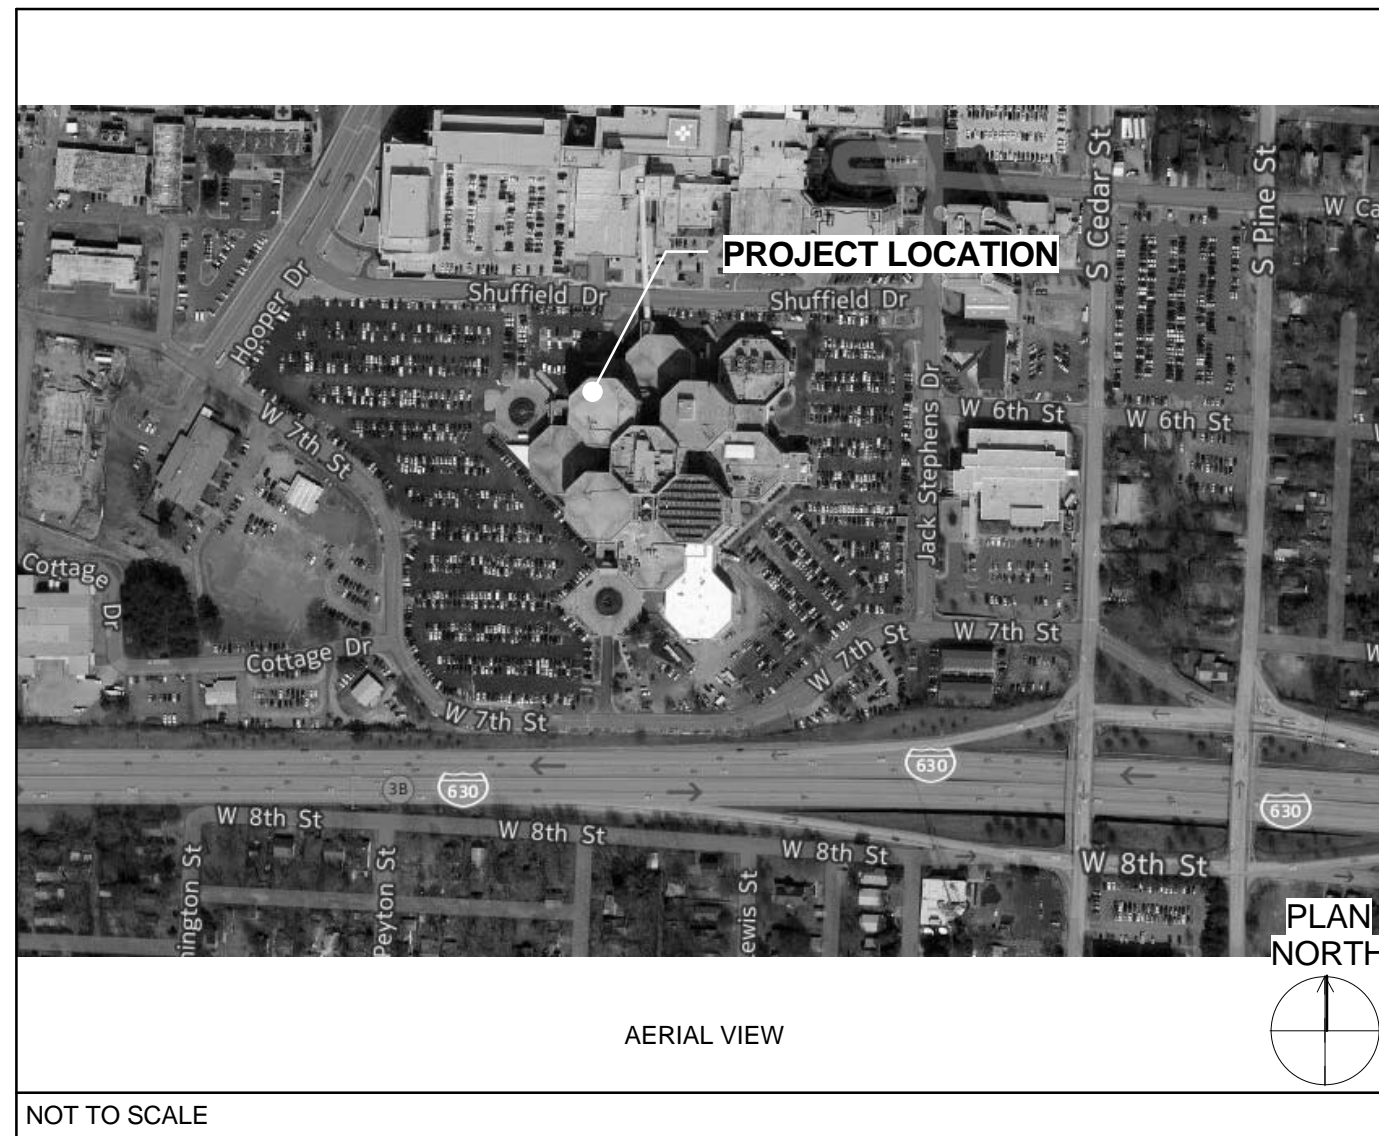 S Cedar St
S Pine St
W Ca
PROJECT LOCATION
Hooper Dr
Shuffield Dr
Shuffield Dr
W 7th St
Jack Stephens Dr
W 6th St
W 6th St
Cottage
Dr
Cottage Dr
W 7th St
W 7th St
W 7th St
W
630
3B
630
630
W 8th St
W 8th St
W 8th St
W 8th St
nington St
Peyton St
ewis St
PLAN
NORTH
AERIAL VIEW
NOT TO SCALE